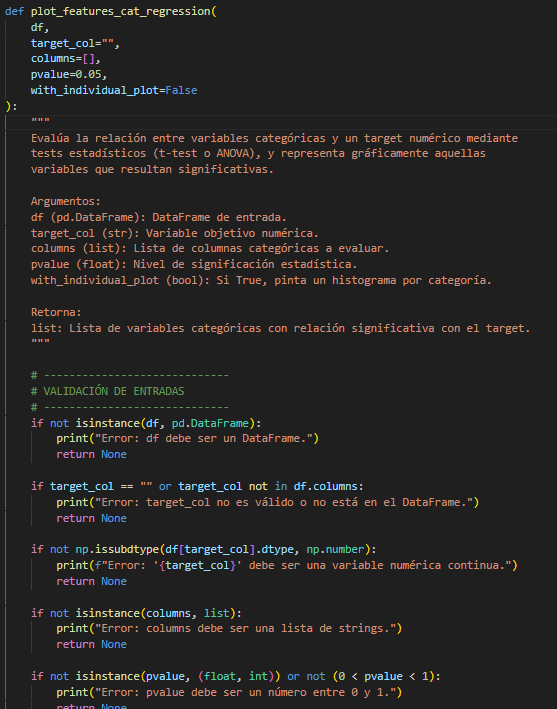 def plot_features_cat_regression(
    df,
    target_col="",
    columns=[],
    pvalue=0.05,
    with_individual_plot=False
):
    """
    Evalúa la relación entre variables categóricas y un target numérico mediante
    tests estadísticos (t-test o ANOVA), y representa gráficamente aquellas
    variables que resultan significativas.

    Argumentos:
    df (pd.DataFrame): DataFrame de entrada.
    target_col (str): Variable objetivo numérica.
    columns (list): Lista de columnas categóricas a evaluar.
    pvalue (float): Nivel de significación estadística.
    with_individual_plot (bool): Si True, pinta un histograma por categoría.

    Retorna:
    list: Lista de variables categóricas con relación significativa con el target.
    """

    # -----------------------------
    # VALIDACIÓN DE ENTRADAS
    # -----------------------------
    if not isinstance(df, pd.DataFrame):
        print("Error: df debe ser un DataFrame.")
        return None

    if target_col == "" or target_col not in df.columns:
        print("Error: target_col no es válido o no está en el DataFrame.")
        return None

    if not np.issubdtype(df[target_col].dtype, np.number):
        print(f"Error: '{target_col}' debe ser una variable numérica continua.")
        return None

    if not isinstance(columns, list):
        print("Error: columns debe ser una lista de strings.")
        return None

    if not isinstance(pvalue, (float, int)) or not (0 < pvalue < 1):
        print("Error: pvalue debe ser un número entre 0 y 1.")
        return None